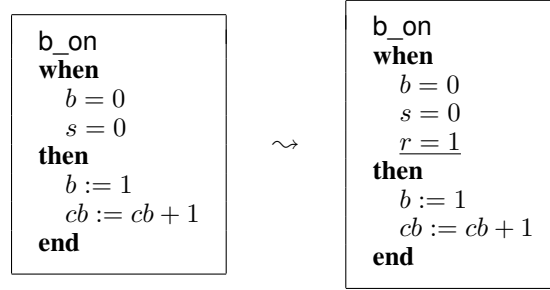 b_on
when
b = 0
s = 0
then
b := 1
cb := cb + 1
end
⇝
b_on
when
b = 0
s = 0
r = 1
then
b := 1
cb := cb + 1
end